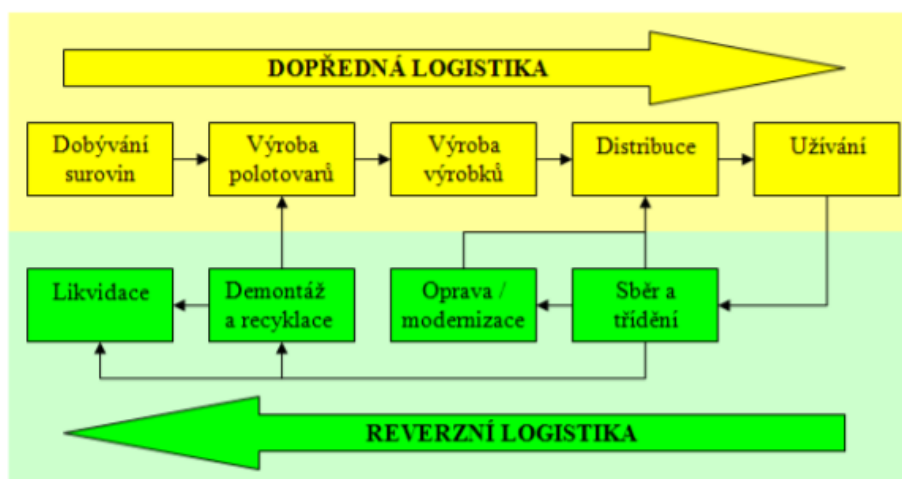 DOPŘEDNÁ LOGISTIKA
Dobývání
surovin
Výroba
polotovarů
Výroba
výrobků
Distribuce
Užívání
Likvidace
Demontáž
a recyklace
Oprava /
modernizace
Sběr a
třídění
REVERZNÍ LOGISTIKA